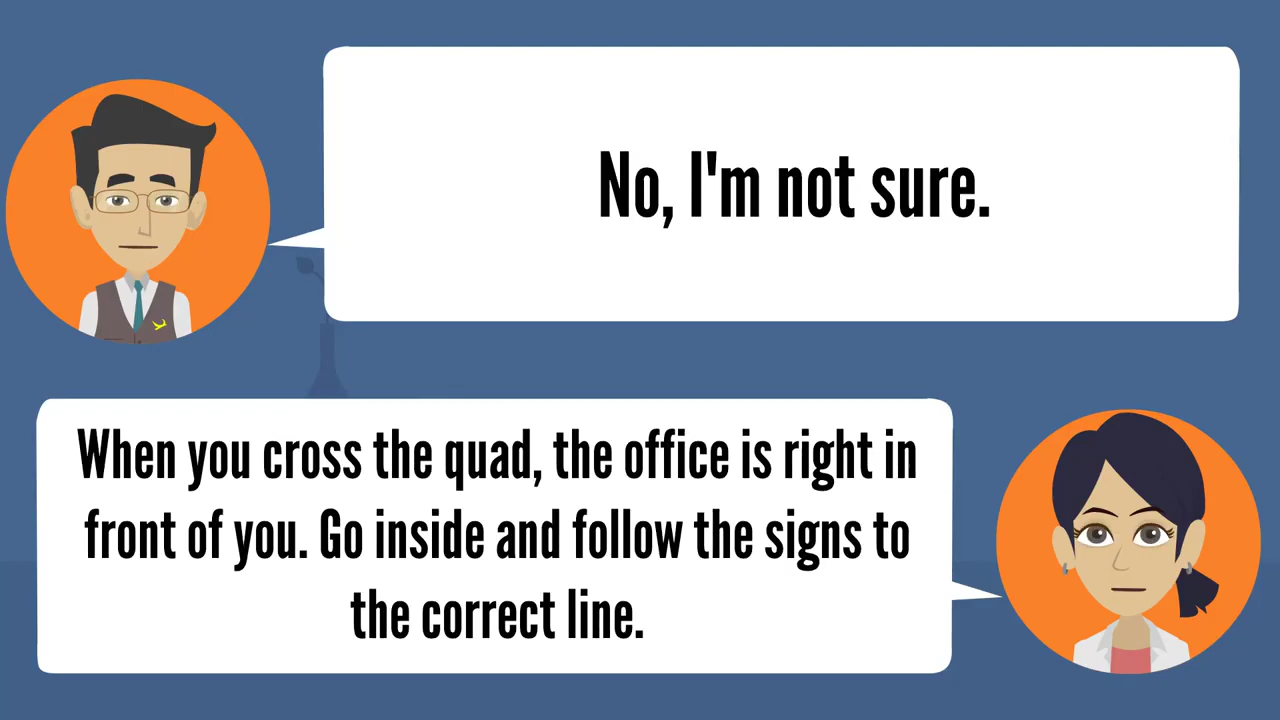 No, I'm not sure.
When you cross the quad, the office is right in
front of you. Go inside and follow the signs to
the correct line.